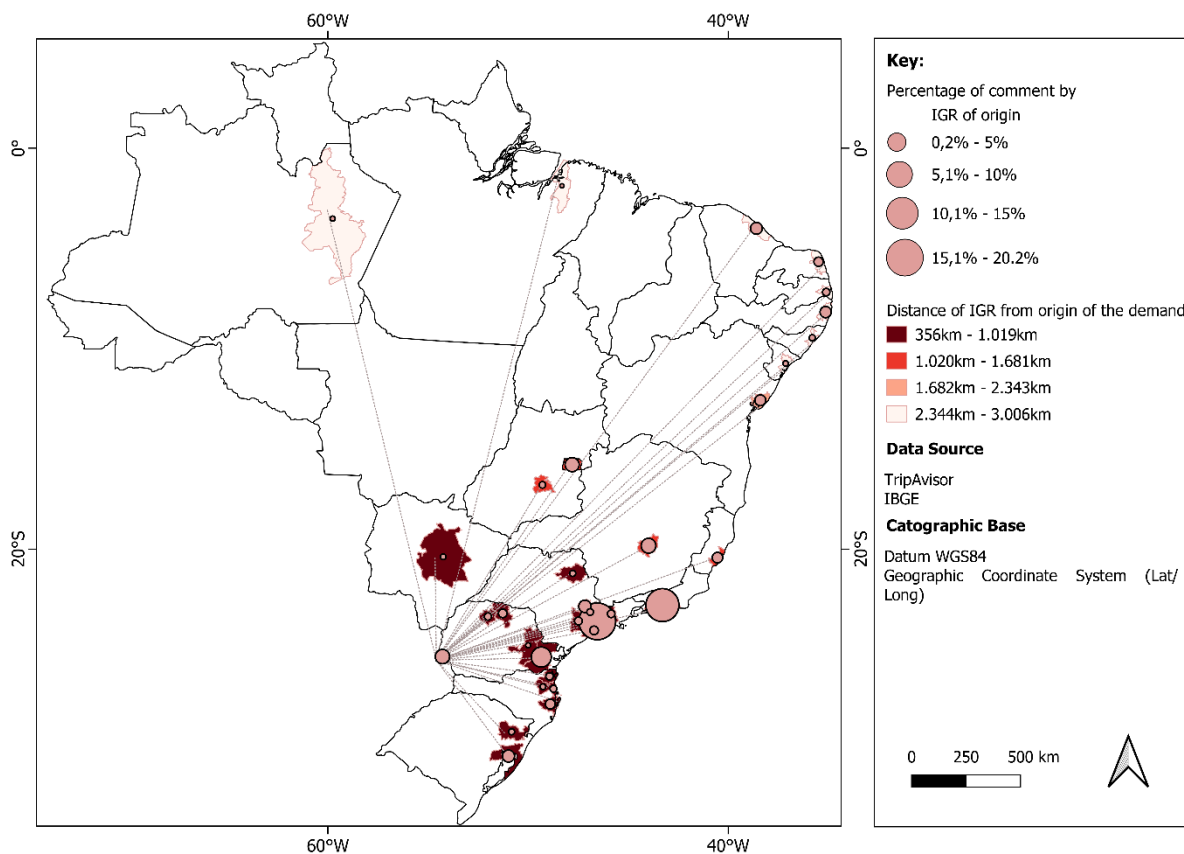 60°W
40°W
0°
0°
20°S
20°S
60°W
40°W
Key:
Percentage of comment by
IGR of origin
0,2% - 5%
5,1% - 10%
10,1% - 15%
15,1% - 20.2%
Distance of IGR from origin of the demand
356km - 1.019km
1.020km - 1.681km
1.682km - 2.343km
2.344km - 3.006km
Data Source
TripAvisor
IBGE
Catographic Base
Datum WGS84
Geographic Coordinate System (Lat/
Long)
0 250 500 km